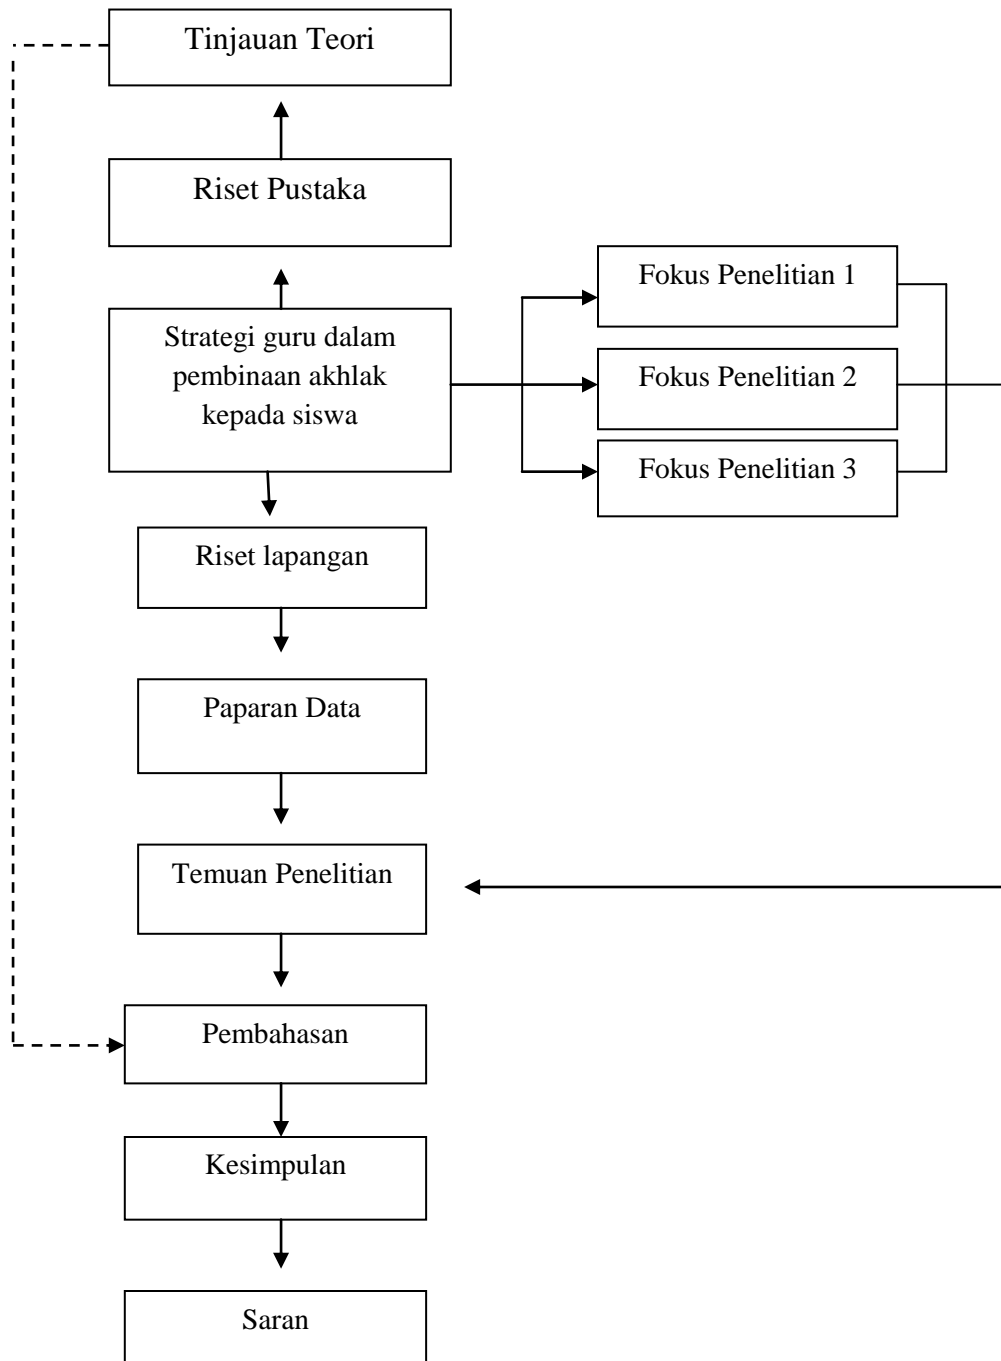 Tinjauan Teori
Riset Pustaka
Strategi guru dalam
pembinaan akhlak
kepada siswa
Fokus Penelitian 1
Fokus Penelitian 2
Fokus Penelitian 3
Riset lapangan
Paparan Data
Temuan Penelitian
Pembahasan
Kesimpulan
Saran